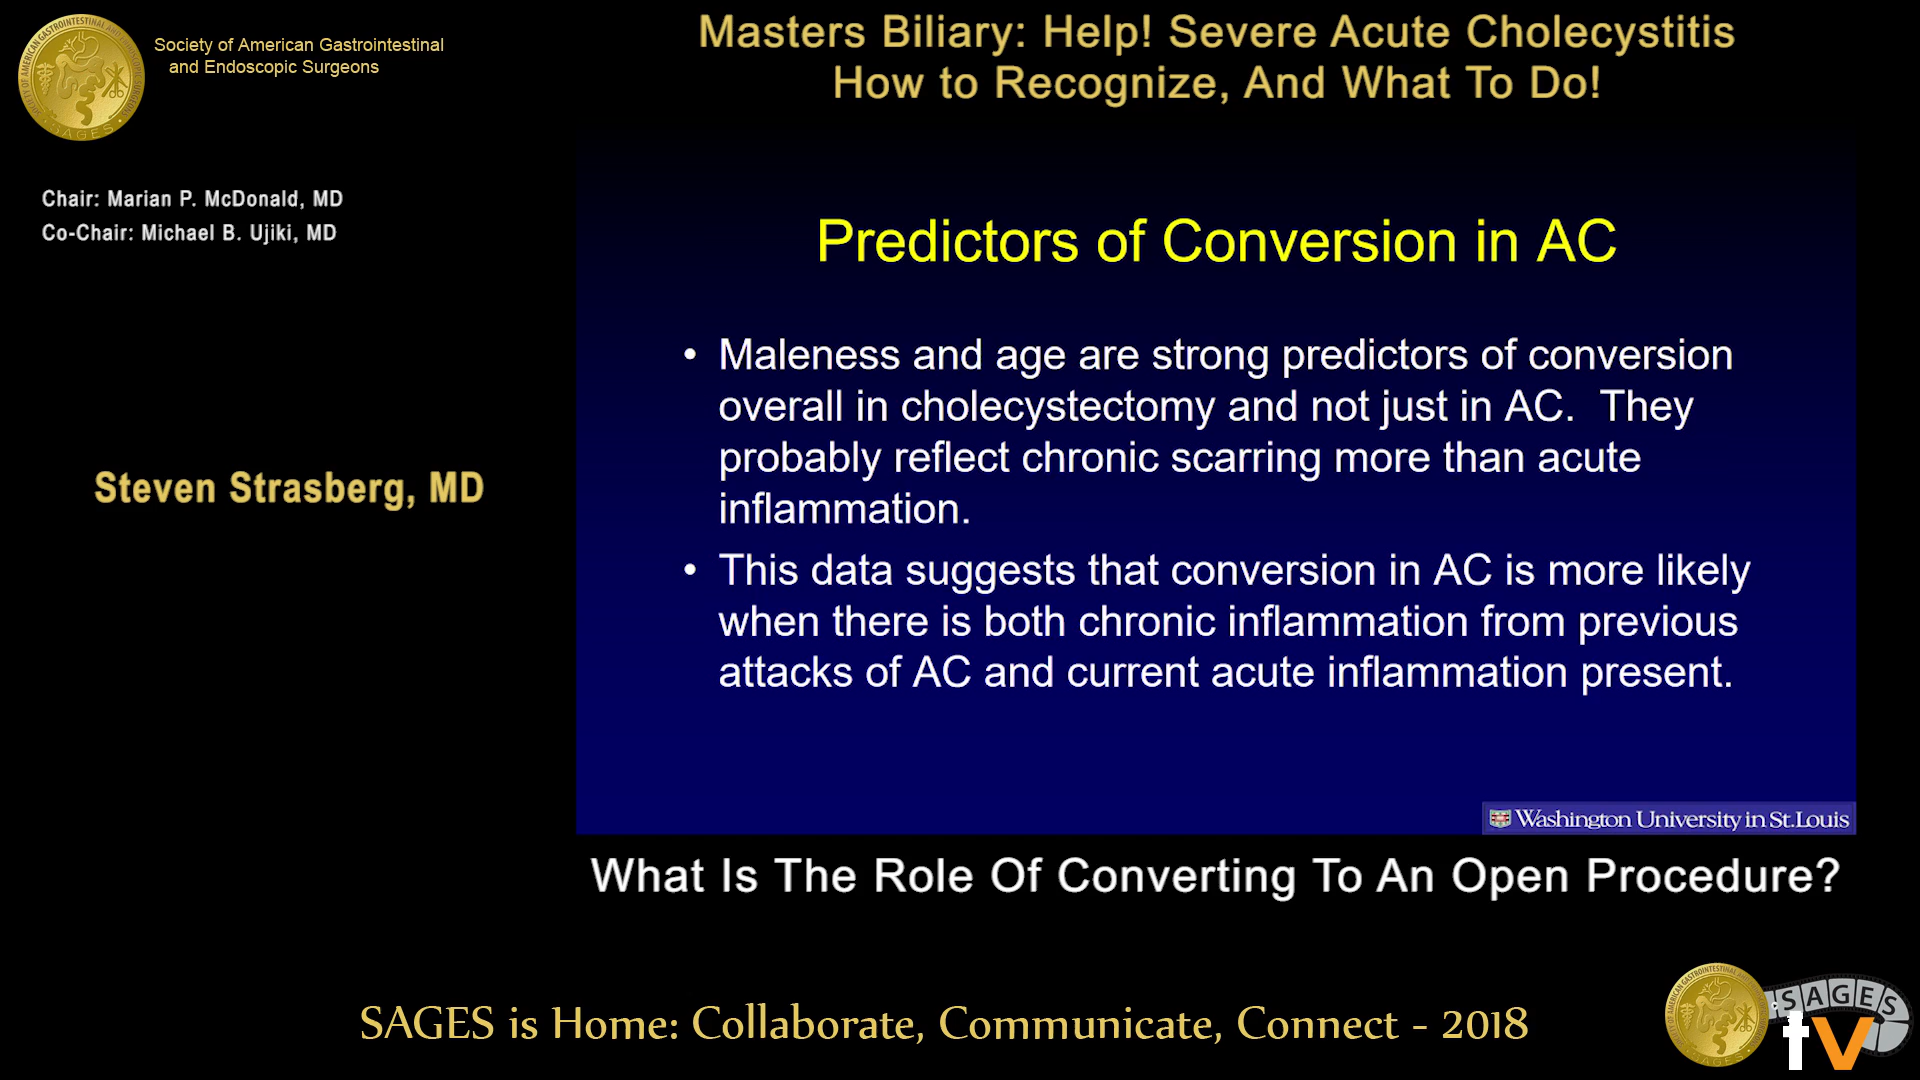 Society of American Gastrointestinal
and Endoscopic Surgeons
Masters Biliary: Help! Severe Acute Cholecystitis
How to Recognize, And What To Do!
Chair: Marian P. McDonald, MD
Co-Chair: Michael B. Ujiki, MD
Steven Strasberg, MD
Predictors of Conversion in AC
• Maleness and age are strong predictors of conversion
overall in cholecystectomy and not just in AC.  They
probably reflect chronic scarring more than acute
inflammation.
• This data suggests that conversion in AC is more likely
when there is both chronic inflammation from previous
attacks of AC and current acute inflammation present.
Washington University in St.Louis
What Is The Role Of Converting To An Open Procedure?
SAGES is Home: Collaborate, Communicate, Connect - 2018
SAGES
tv